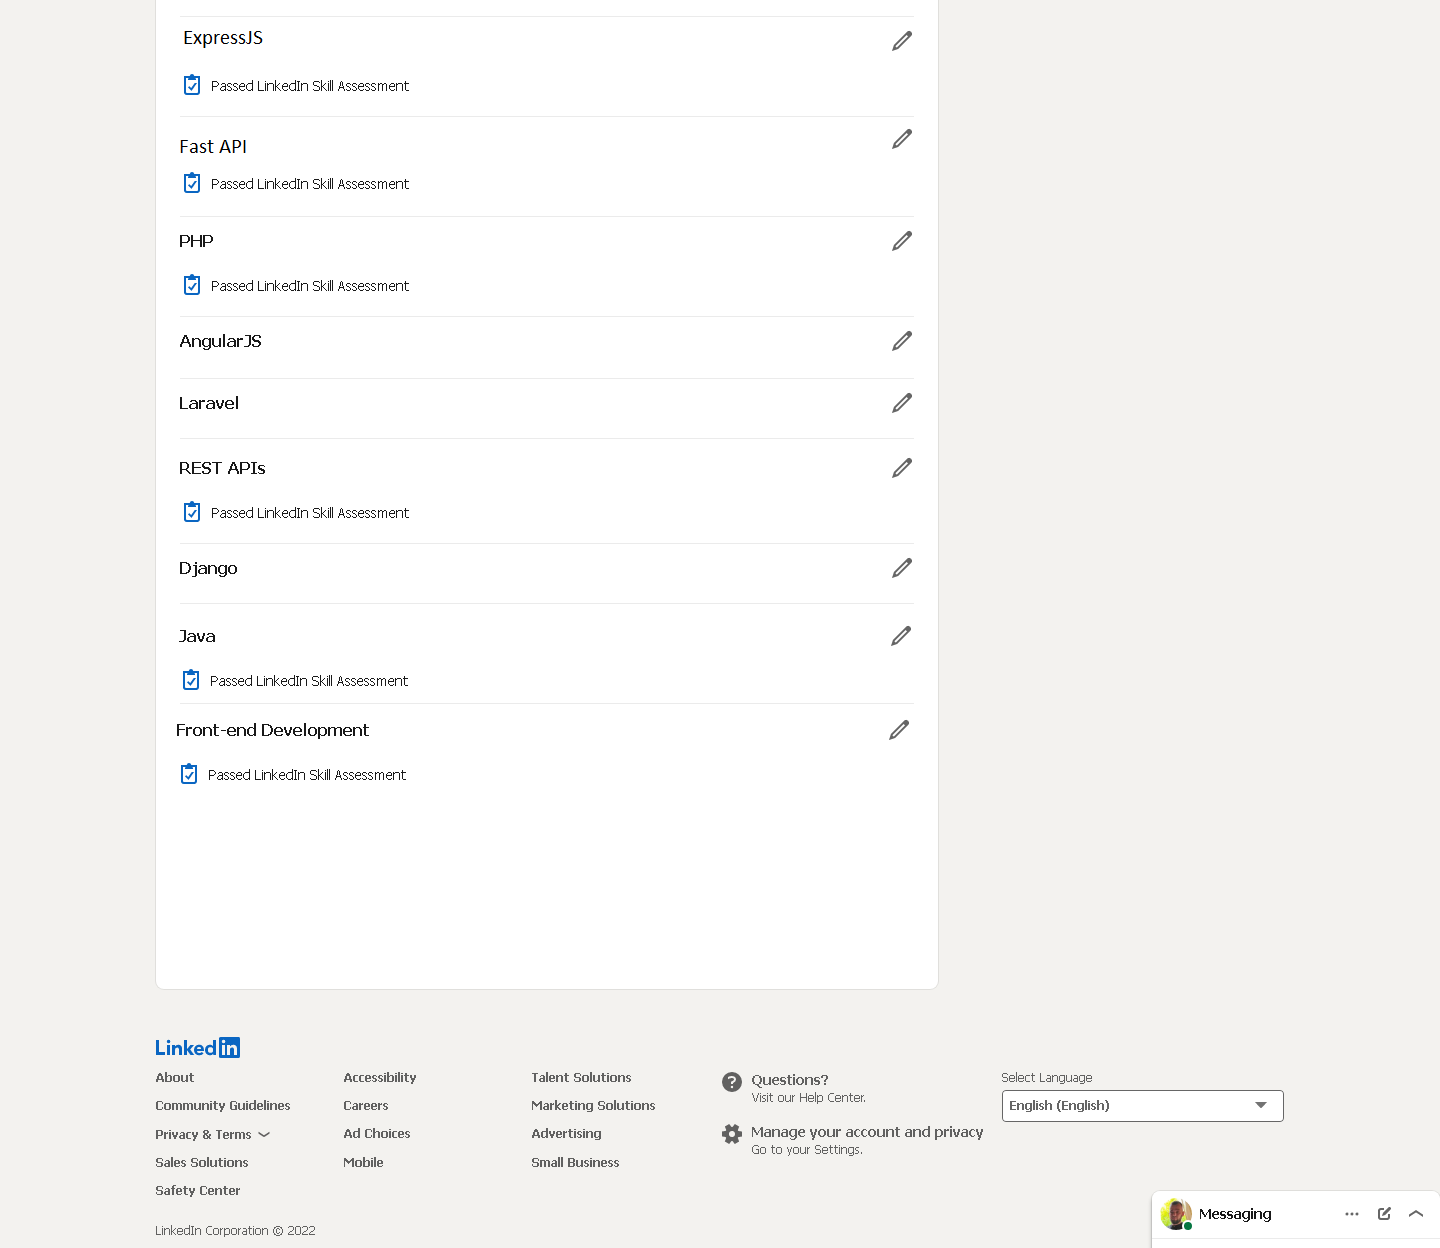 ExpressJS
Passed LinkedIn Skill Assessment
Fast API
Passed LinkedIn Skill Assessment
PHP
Passed LinkedIn Skill Assessment
AngularJS
Laravel
REST APIs
Passed LinkedIn Skill Assessment
Django
Java
Passed LinkedIn Skill Assessment
Front-end Development
Passed LinkedIn Skill Assessment
LinkedIn
About
Community Guidelines
Privacy & Terms
Sales Solutions
Safety Center
Accessibility
Careers
Ad Choices
Mobile
Talent Solutions
Marketing Solutions
Advertising
Small Business
Questions?
Visit our Help Center.
Manage your account and privacy
Go to your Settings.
Select Language
English (English)
LinkedIn Corporation © 2022
Messaging